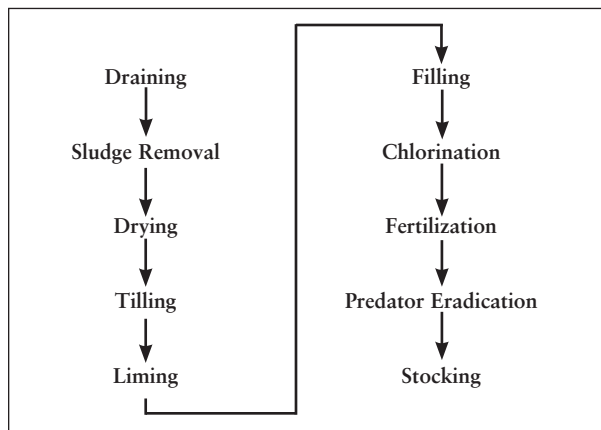 Draining
Sludge Removal
Drying
Tilling
Liming
Filling
Chlorination
Fertilization
Predator Eradication
Stocking